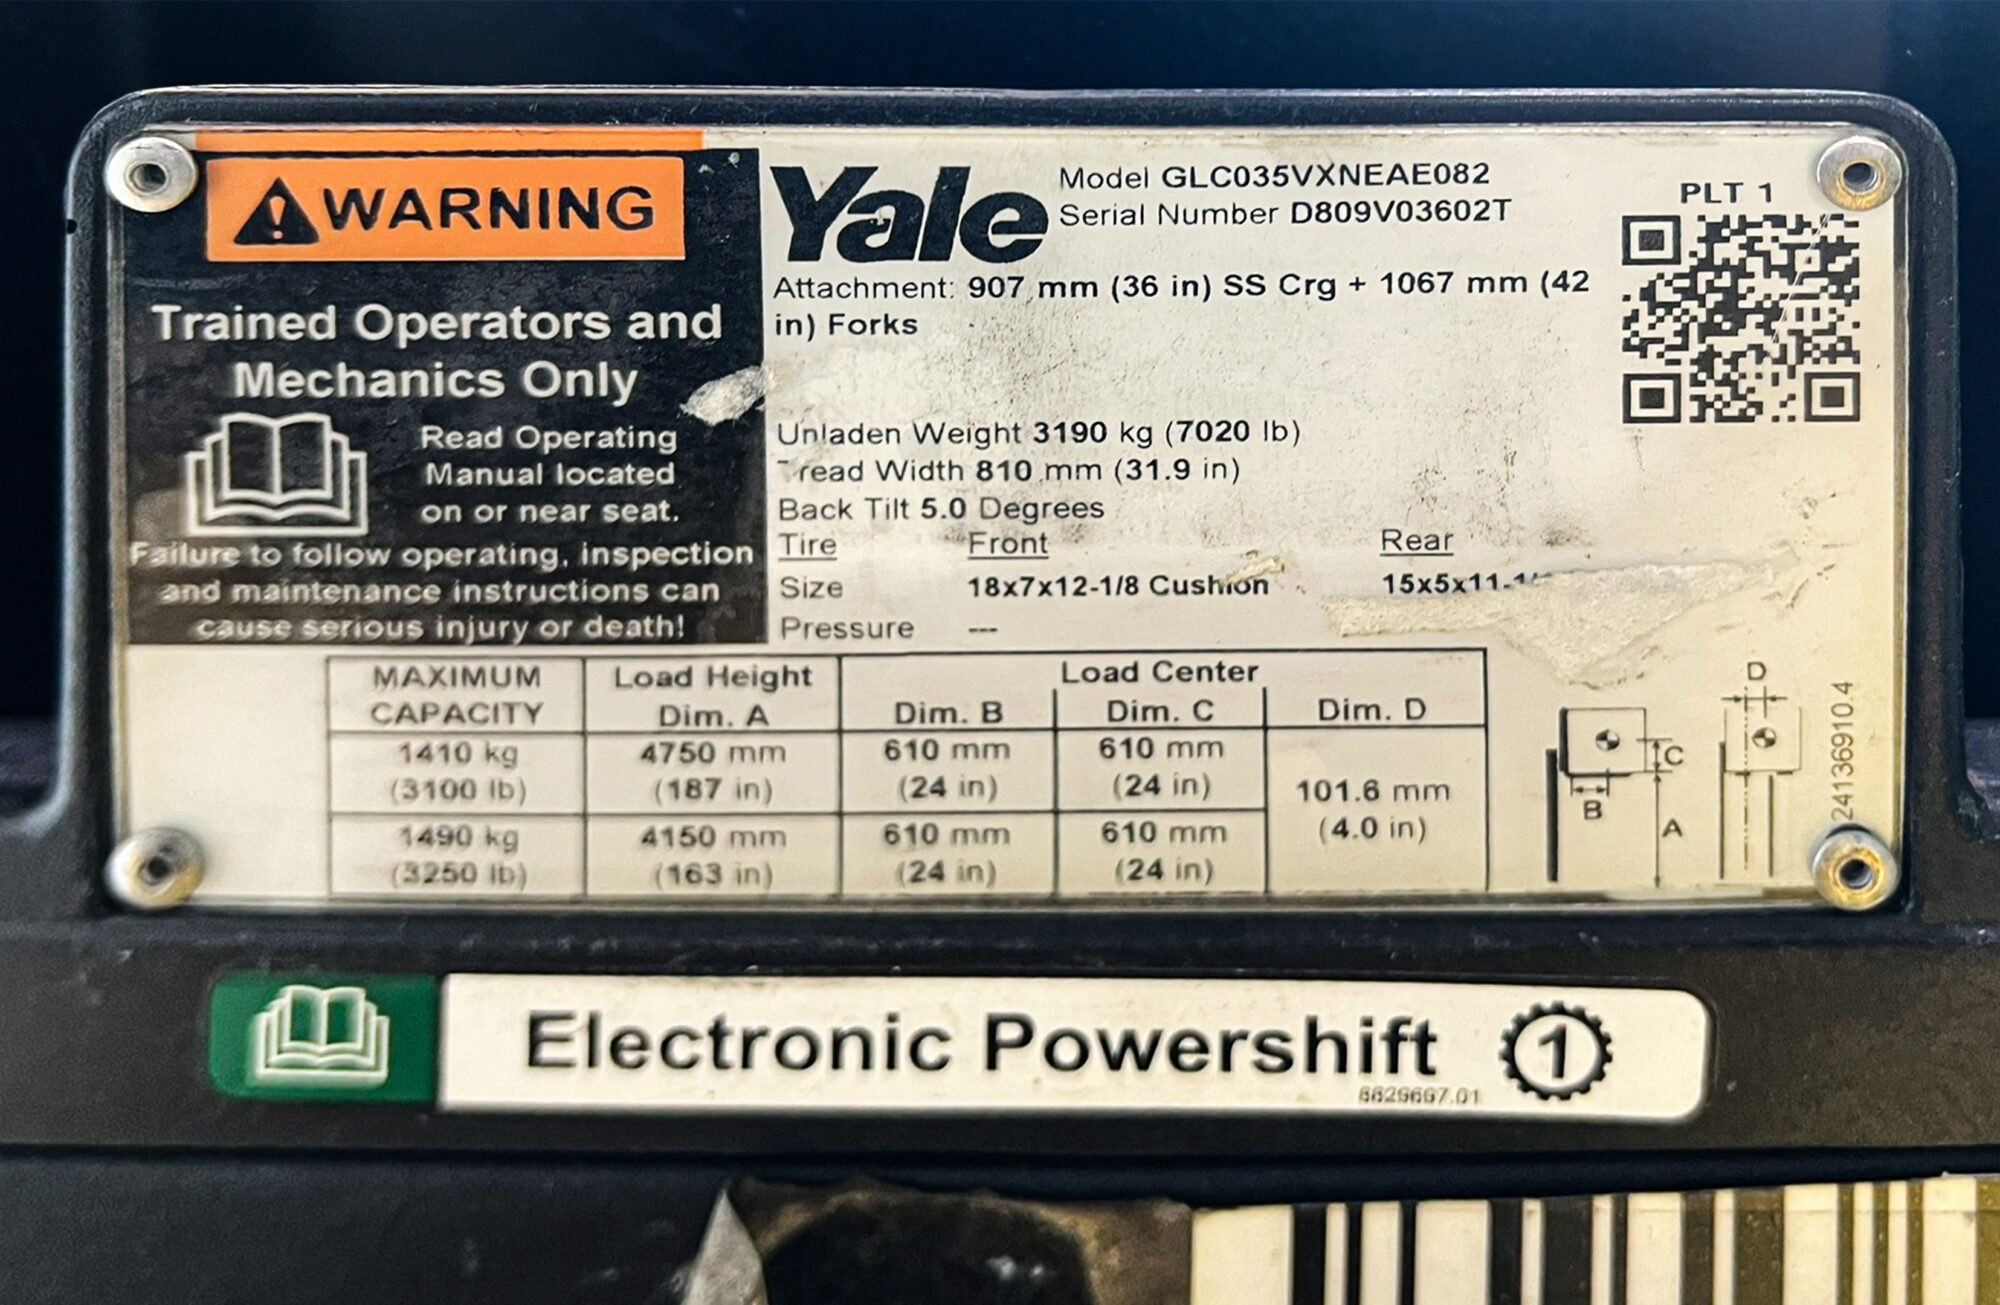 WARNING
Trained Operators and
Mechanics Only
Read Operating
Manual located
on or near seat.
Failure to follow operating, inspection
and maintenance instructions can
cause serious injury or death!
Yale
Model GLC035VXNEAE082
Serial Number D809V03602T
PLT 1
Attachment: 907 mm (36 in) SS Crg + 1067 mm (42
in) Forks
Unladen Weight 3190 kg (7020 lb)
Tread Width 810 mm (31.9 in)
Back Tilt 5.0 Degrees
Tire Front Rear
Size 18x7x12-1/8 Cushion
Pressure ---
MAXIMUM CAPACITY Load Height Dim. A Load Center
Dim. B Dim. C Dim. D
1410 kg 4750 mm 610 mm 610 mm
(3100 lb) (187 in) (24 in) (24 in)
101.6 mm
(4.0 in)
1490 kg 4150 mm 610 mm 610 mm
(3250 lb) (163 in) (24 in) (24 in)
D
C
B
A
24136910.4
Electronic Powershift 1